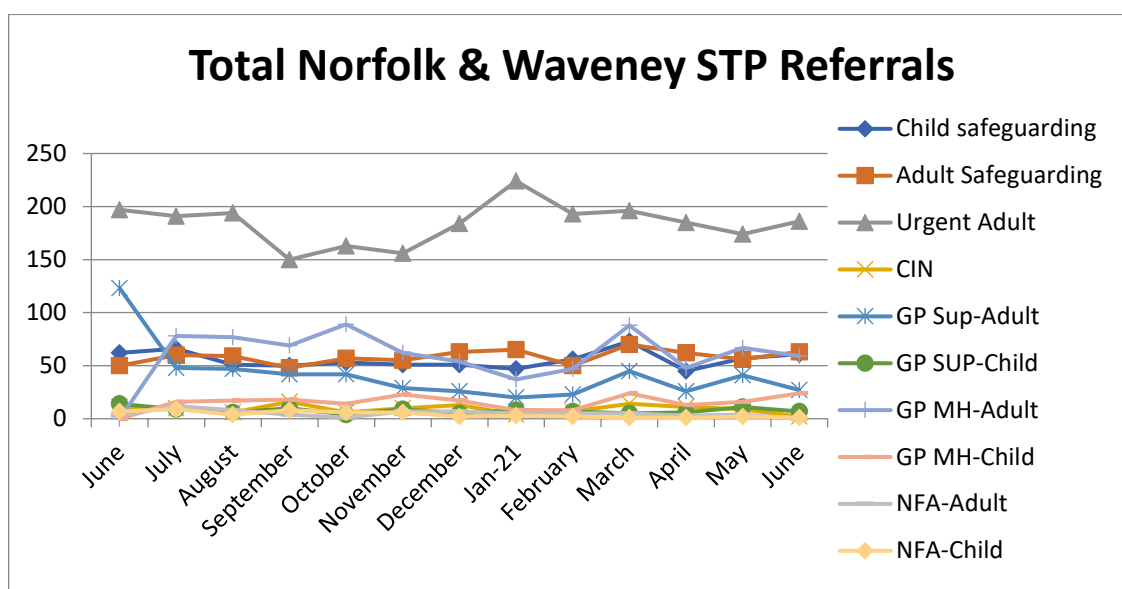 Total Norfolk & Waveney STP Referrals
250
200
150
100
50
0
June
July
August
September
October
November
December
Jan-21
February
March
April
May
June
Child safeguarding
Adult Safeguarding
Urgent Adult
CIN
GP Sup-Adult
GP SUP-Child
GP MH-Adult
GP MH-Child
NFA-Adult
NFA-Child